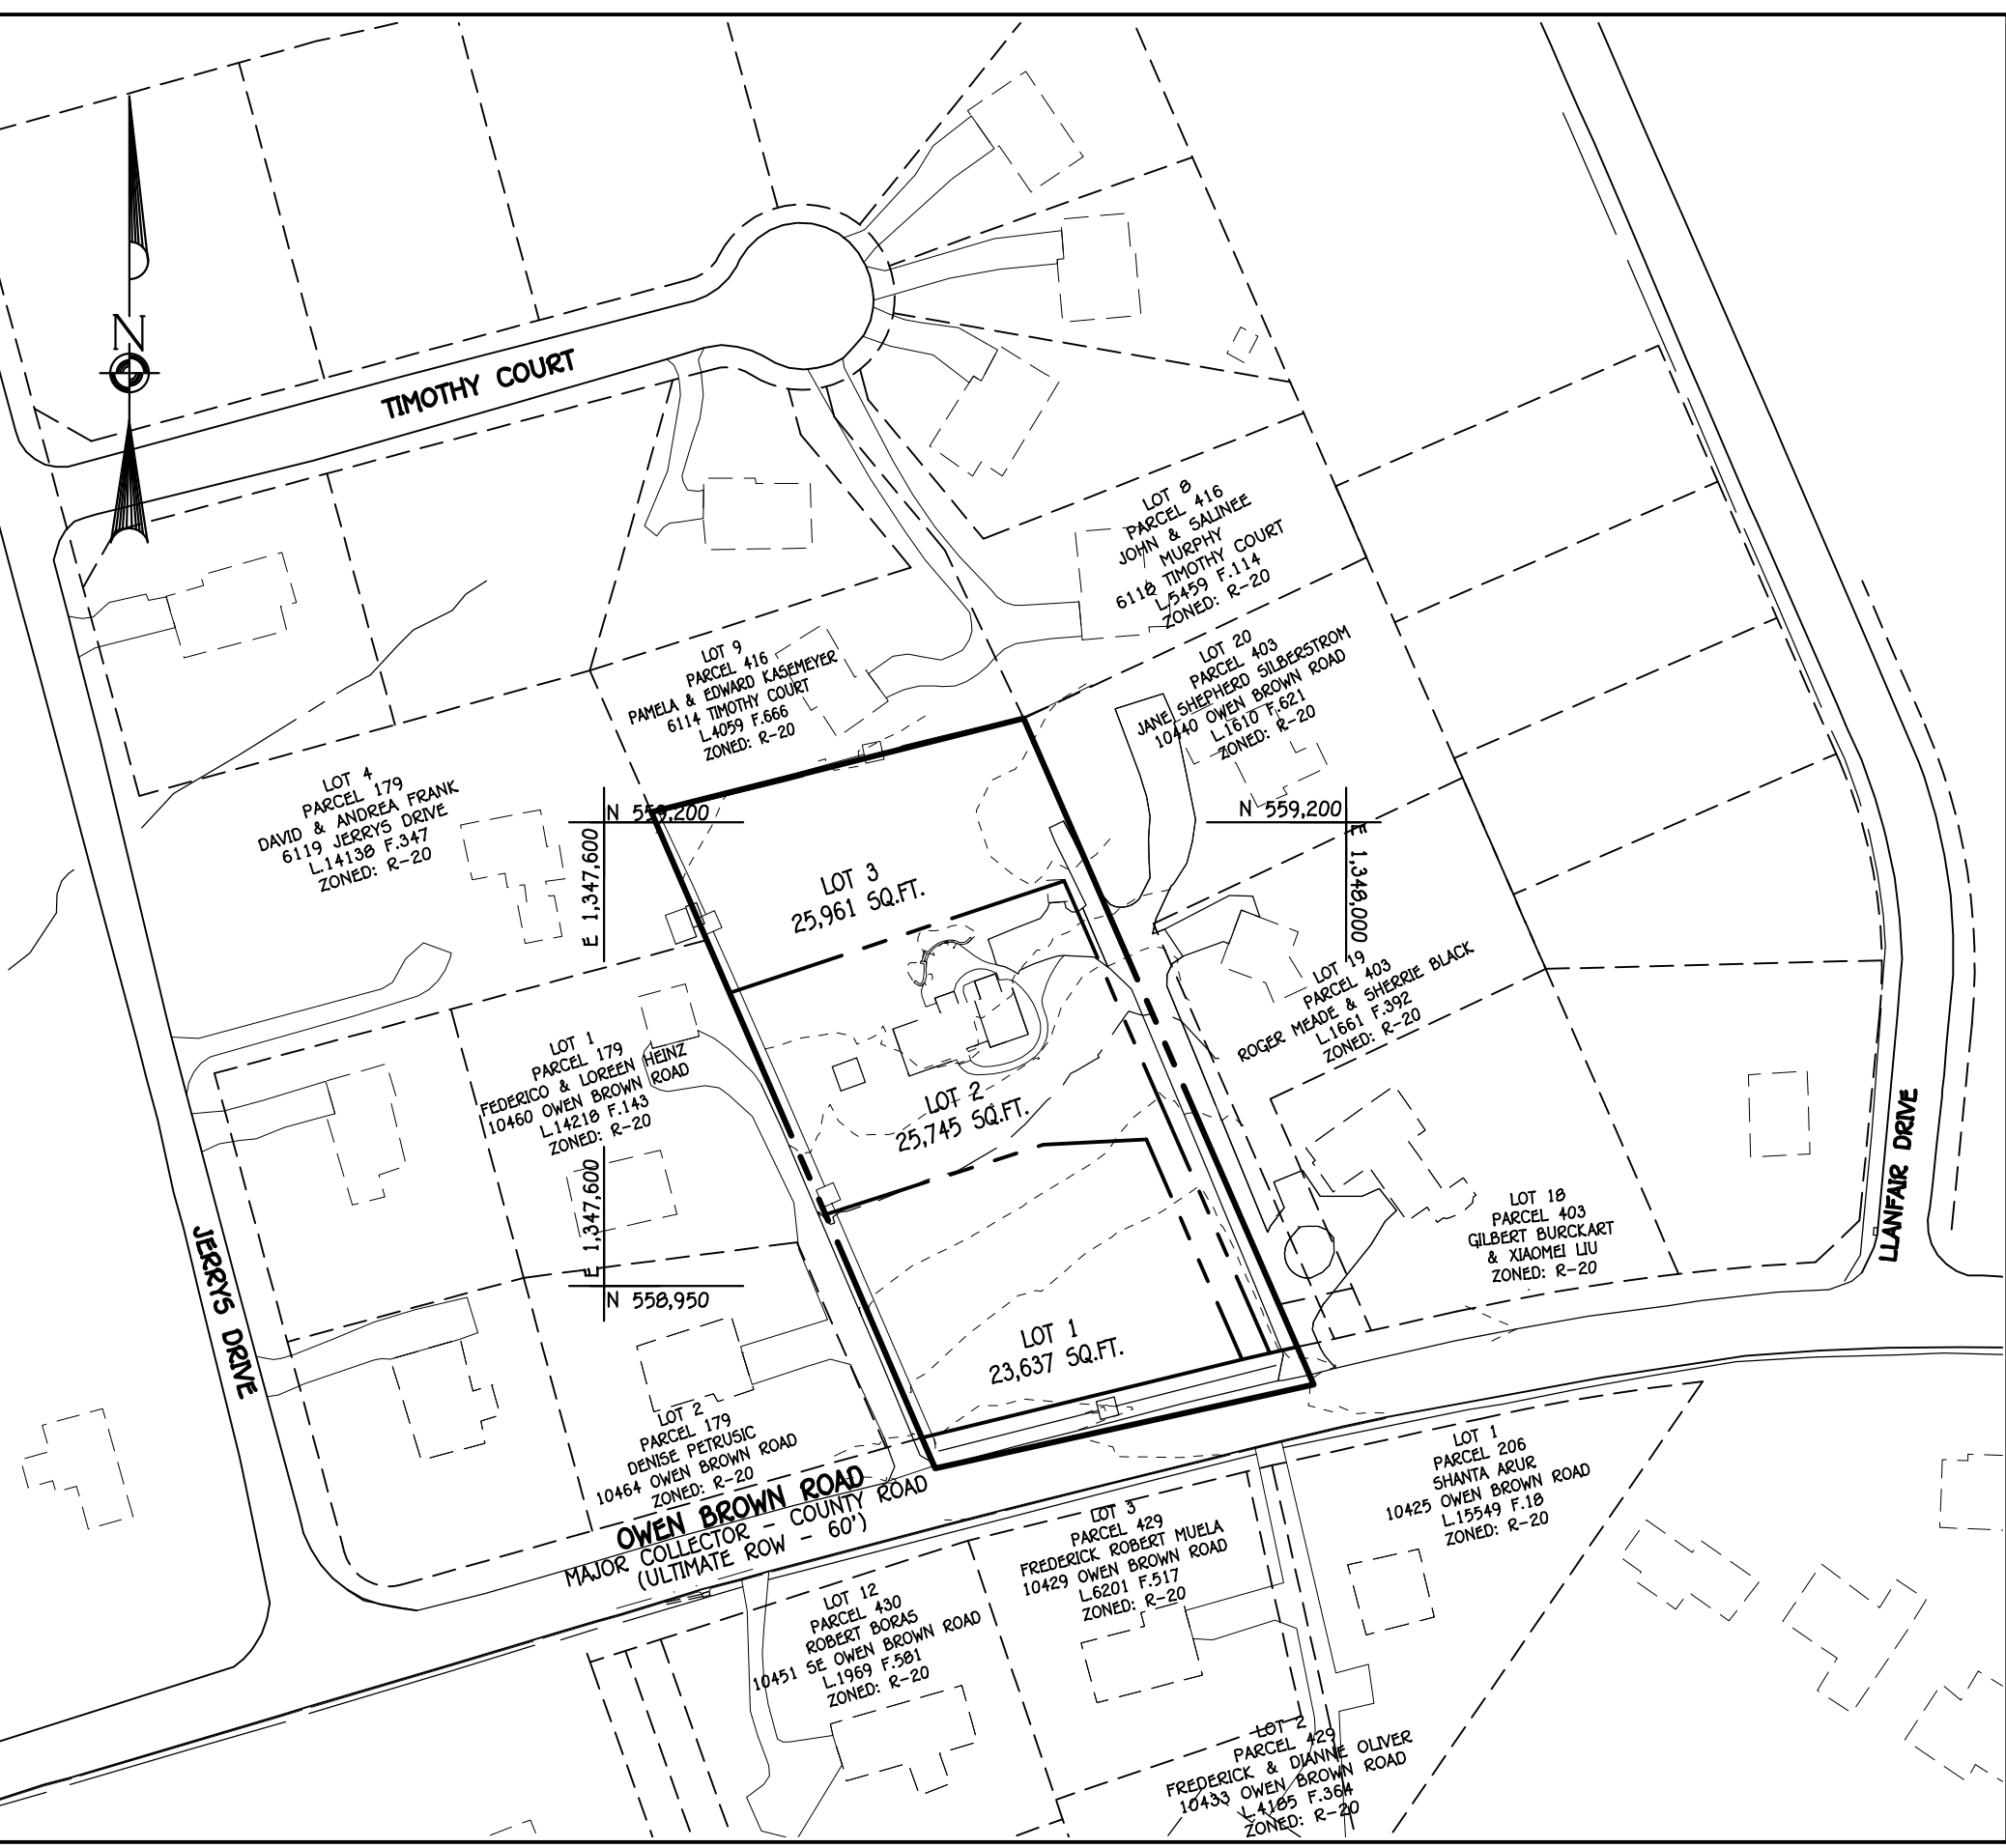 N
TIMOTHY COURT
LOT 8
PARCEL 416
JOHN & SALINEE
MURPHY
6118 TIMOTHY COURT
L.5459 F.114
ZONED: R-20
LOT 9
PARCEL 416
PAMELA & EDWARD KASEMEYER
6114 TIMOTHY COURT
L.4059 F.666
ZONED: R-20
LOT 20
PARCEL 403
JANE SHEPHERD SILBERSTROM
10440 OWEN BROWN ROAD
L.1610 F.621
ZONED: R-20
LOT 4
PARCEL 179
DAVID & ANDREA FRANK
6119 JERRYS DRIVE
L.14138 F.347
ZONED: R-20
N 559,200
E 1,347,600
N 559,200
E 1,348,000
LOT 3
25,961 SQ.FT.
LOT 19
PARCEL 403
ROGER MEADE & SHERRIE BLACK
L.1661 F.392
ZONED: R-20
LOT 1
PARCEL 179
FEDERICO & LOREEN HEINZ
10460 OWEN BROWN ROAD
L.14218 F.143
ZONED: R-20
LOT 2
25,745 SQ.FT.
E 1,347,600
N 558,950
LOT 18
PARCEL 403
GILBERT BURCKART
& XIAOMEI LIU
ZONED: R-20
LLANFAIR DRIVE
JERRYS DRIVE
LOT 1
23,637 SQ.FT.
LOT 2
PARCEL 179
DENISE PETRUSIC
10464 OWEN BROWN ROAD
ZONED: R-20
OWEN BROWN ROAD
MAJOR COLLECTOR - COUNTY ROAD
(ULTIMATE ROW - 60')
LOT 1
PARCEL 206
SHANTA ARUR
10425 OWEN BROWN ROAD
L.15549 F.18
ZONED: R-20
LOT 3
PARCEL 429
FREDERICK ROBERT MUELA
10429 OWEN BROWN ROAD
L.6201 F.517
ZONED: R-20
LOT 12
PARCEL 430
ROBERT BORAS
10451 SE OWEN BROWN ROAD
L.1969 F.581
ZONED: R-20
LOT 2
PARCEL 429
FREDERICK & DIANNE OLIVER
10433 OWEN BROWN ROAD
L.4185 F.364
ZONED: R-20